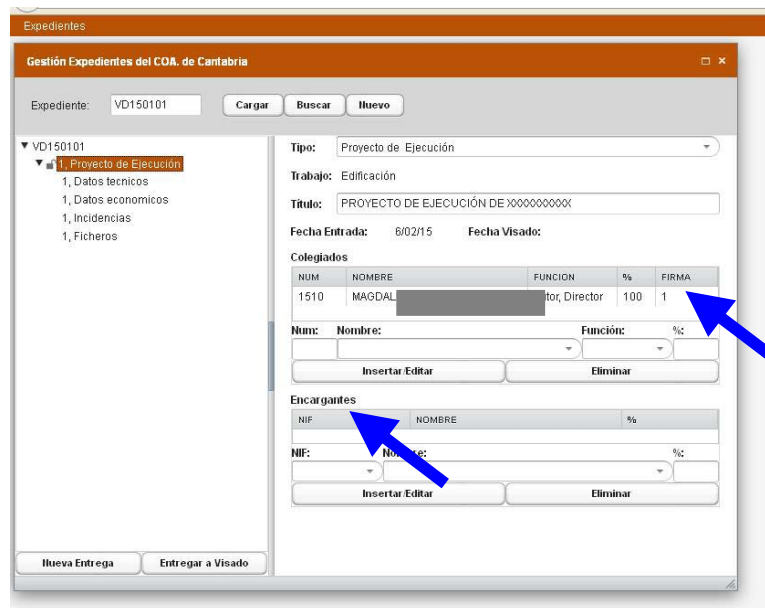 Expedientes
Gestión Expedientes del COA. de Cantabria
Expediente: VD150101 Cargar Buscar Nuevo
VD150101
1, Proyecto de Ejecución
1, Datos tecnicos
1, Datos economicos
1, Incidencias
1, Ficheros
Nueva Entrega Entregar a Visado
Tipo: Proyecto de Ejecución
Trabajo: Edificación
Título: PROYECTO DE EJECUCIÓN DE XXXXXXXXXX
Fecha Entrada: 6/02/15 Fecha Visado:
Colegiados
NUM NOMBRE FUNCION % FIRMA
1510 Director 100 1
Num: Nombre: Función: %:
Insertar/Editar Eliminar
Encargantes
NIF NOMBRE %
NIF: %:
Insertar/Editar Eliminar